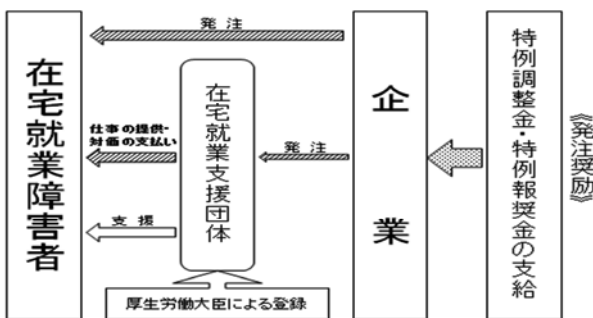 在宅就業障害者
発注
仕事の提供・
対価の支払い
支援
在宅就業支援団体
発注
企業
特例調整金・特例報奨金の支給
《発注奨励》
厚生労働大臣による登録